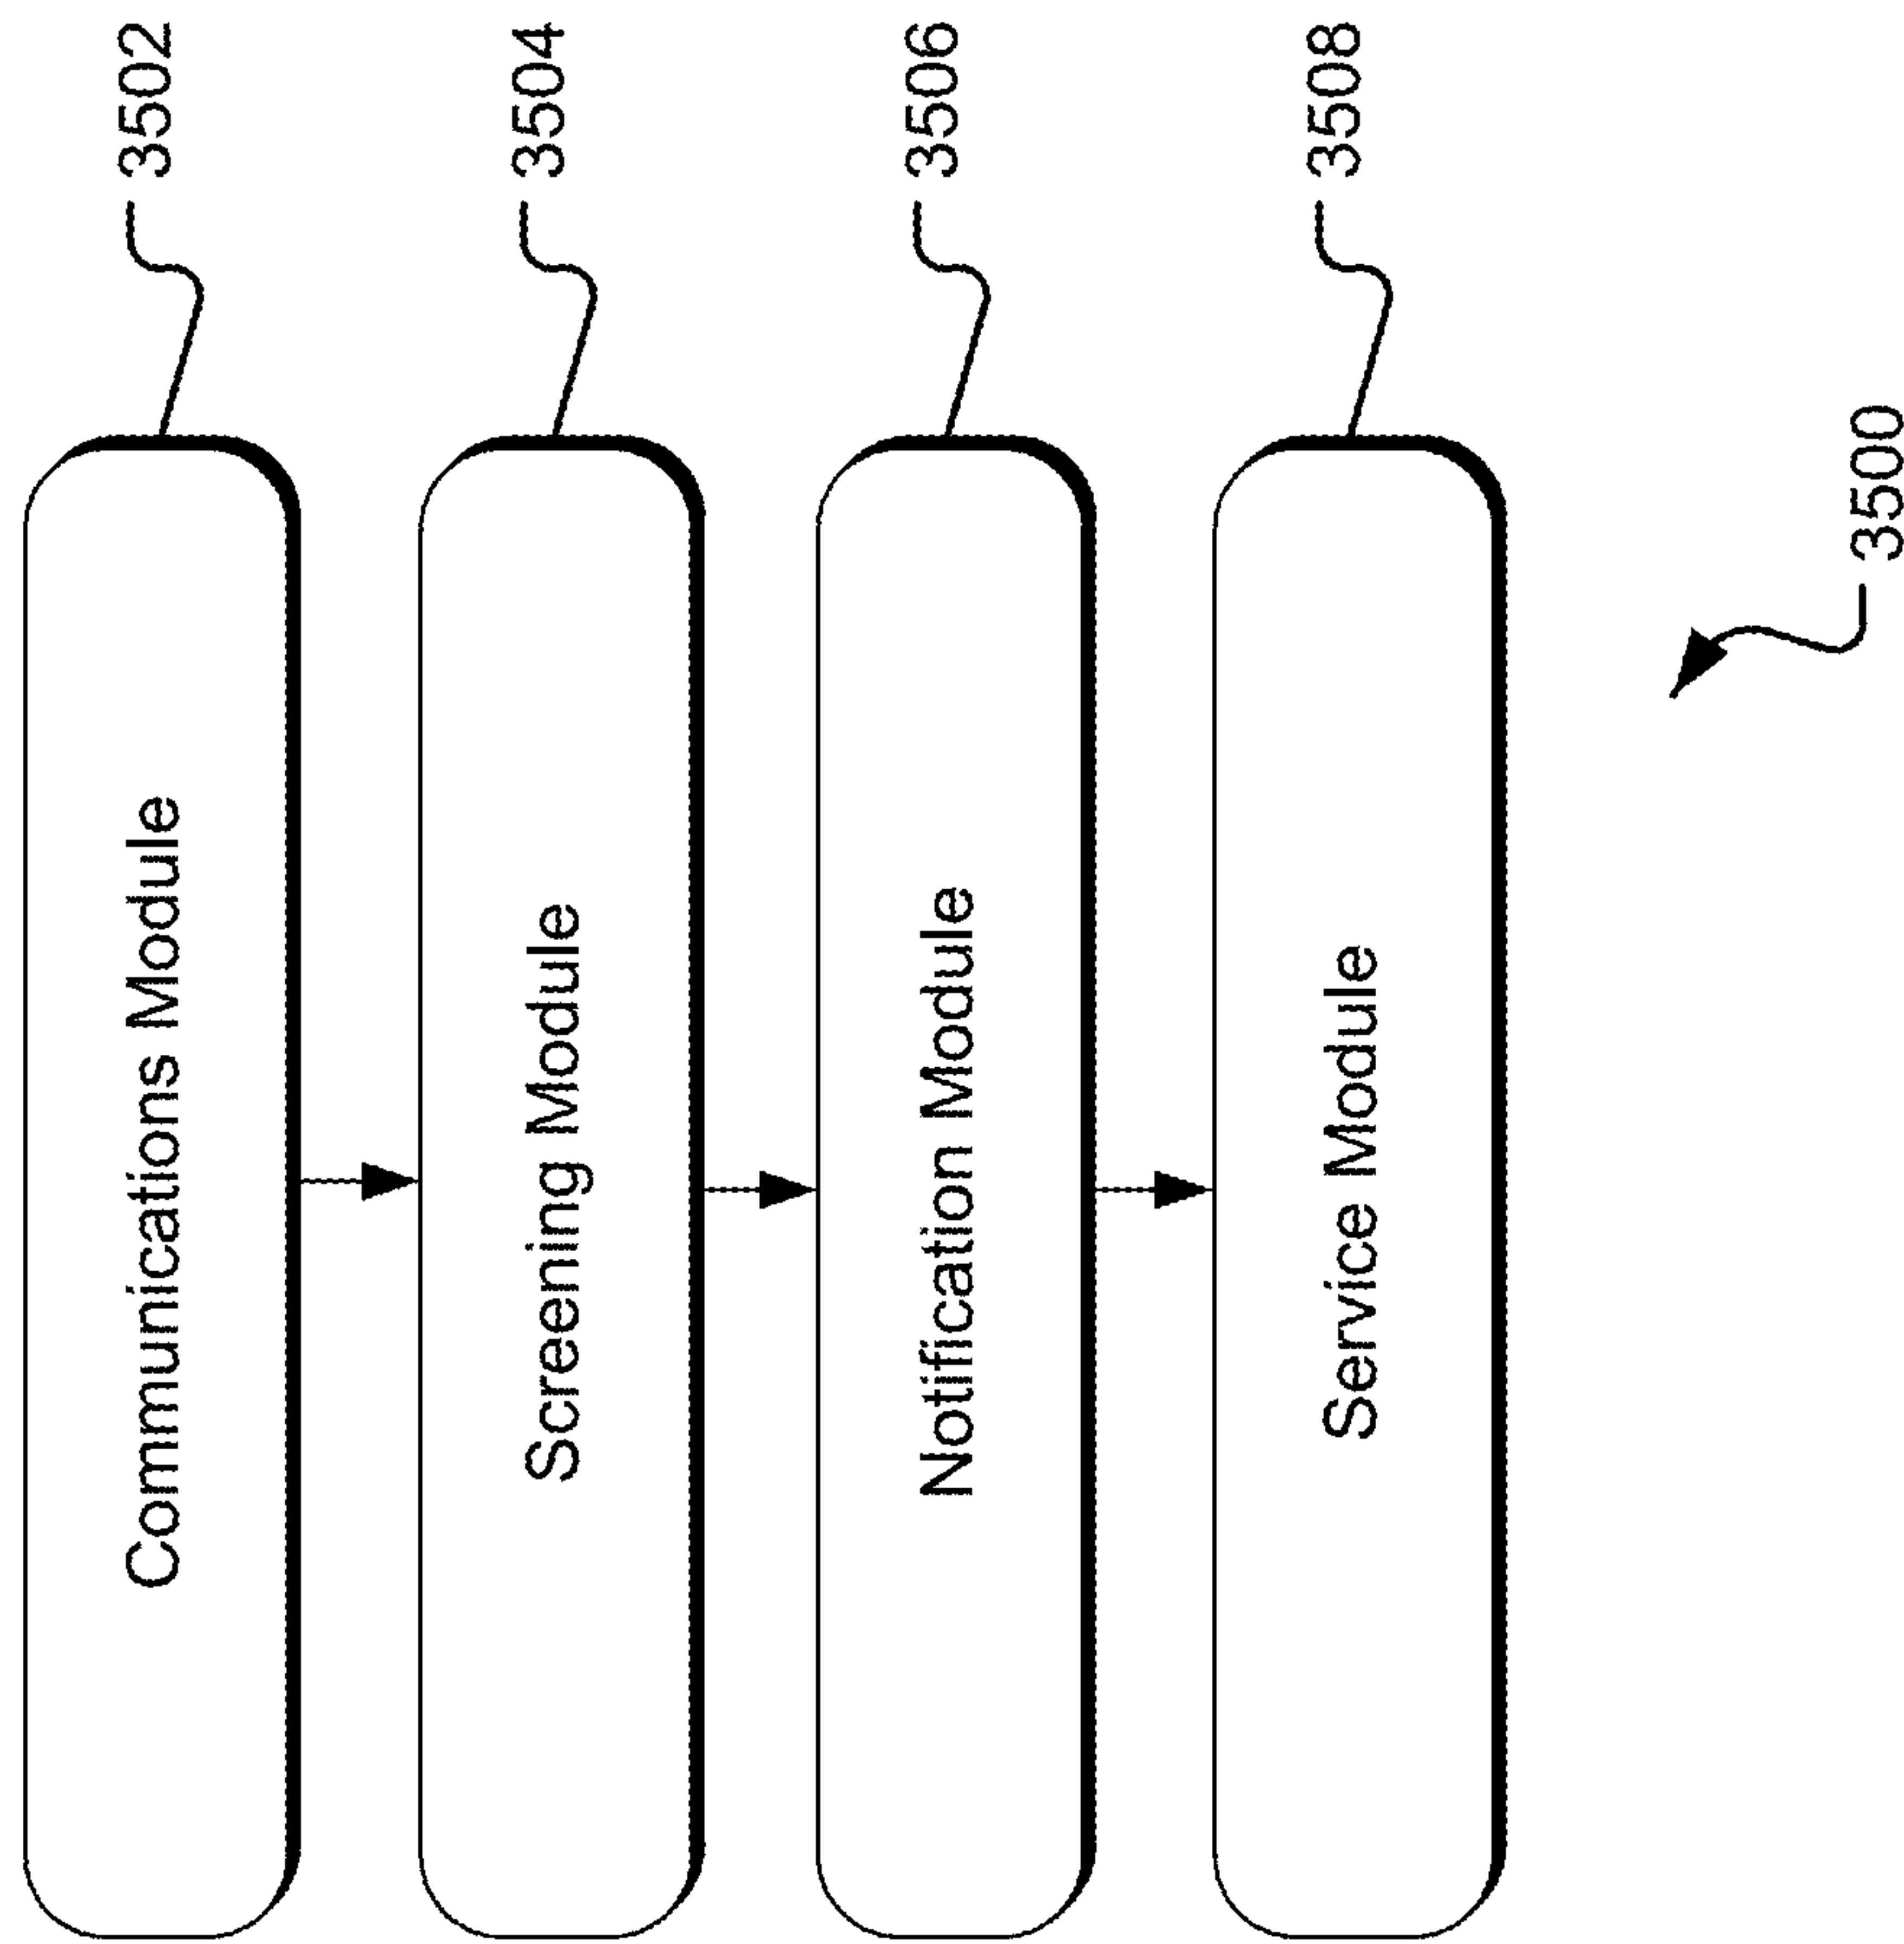 Communications Module
3502
Screening Module
3504
Notification Module
3506
Service Module
3508
3500